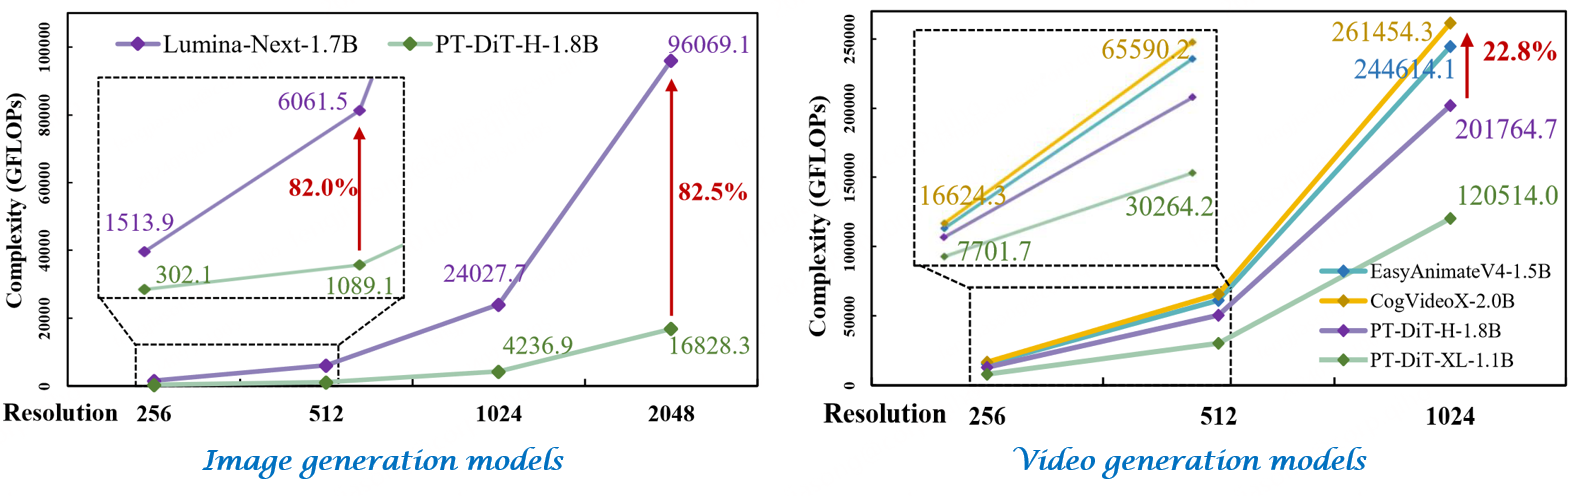 Complexity (GFLOPs)
100000
80000
60000
40000
20000
0
Lumina-Next-1.7B
PT-DiT-H-1.8B
96069.1
6061.5
82.0%
1513.9
302.1
1089.1
82.5%
24027.7
4236.9
16828.3
Resolution 256 512 1024 2048
Image generation models
Complexity (GFLOPs)
250000
200000
150000
100000
50000
0
261454.3
22.8%
244614.1
201764.7
120514.0
65590.2
16624.3
30264.2
7701.7
EasyAnimateV4-1.5B
CogVideoX-2.0B
PT-DiT-H-1.8B
PT-DiT-XL-1.1B
Resolution 256 512 1024
Video generation models